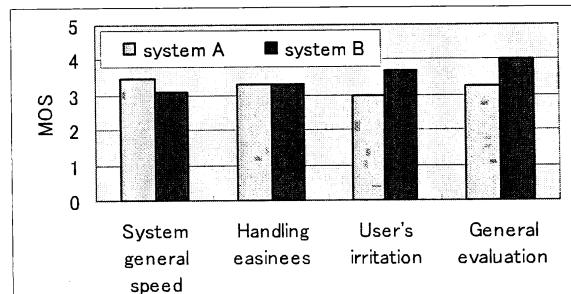 5
system A system B
4
3
2
1
0
MOS
System general speed
Handling easinees
User's irritation
General evaluation